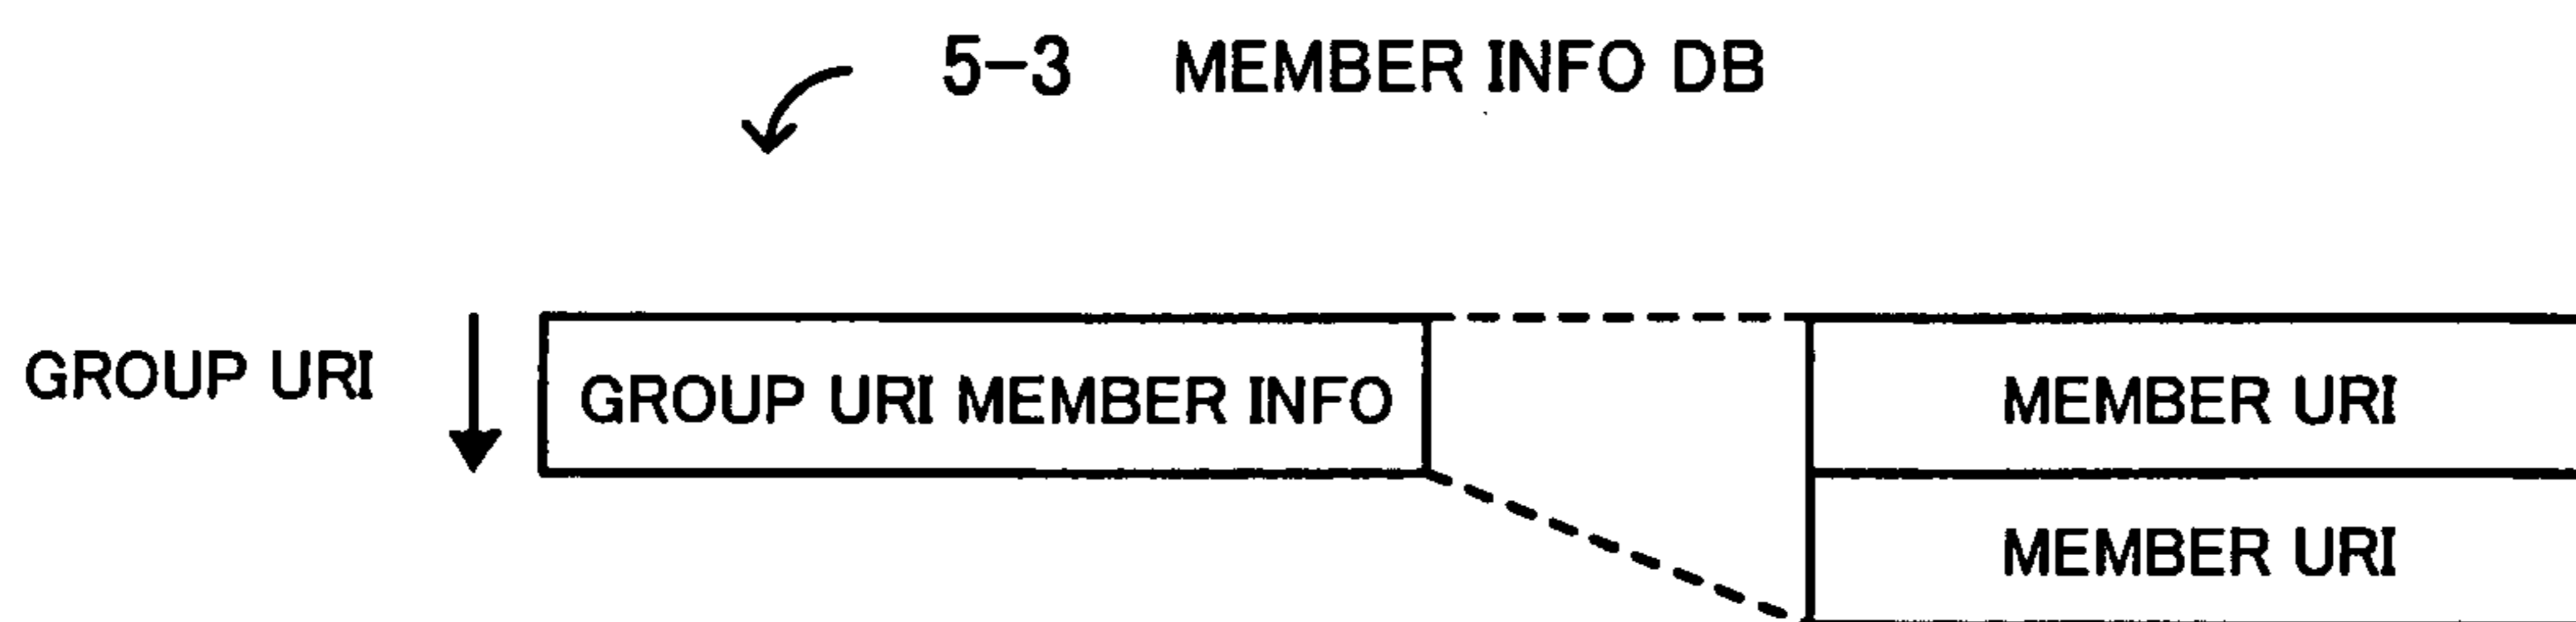 5-3 MEMBER INFO DB
GROUP URI
GROUP URI MEMBER INFO
MEMBER URI
MEMBER URI